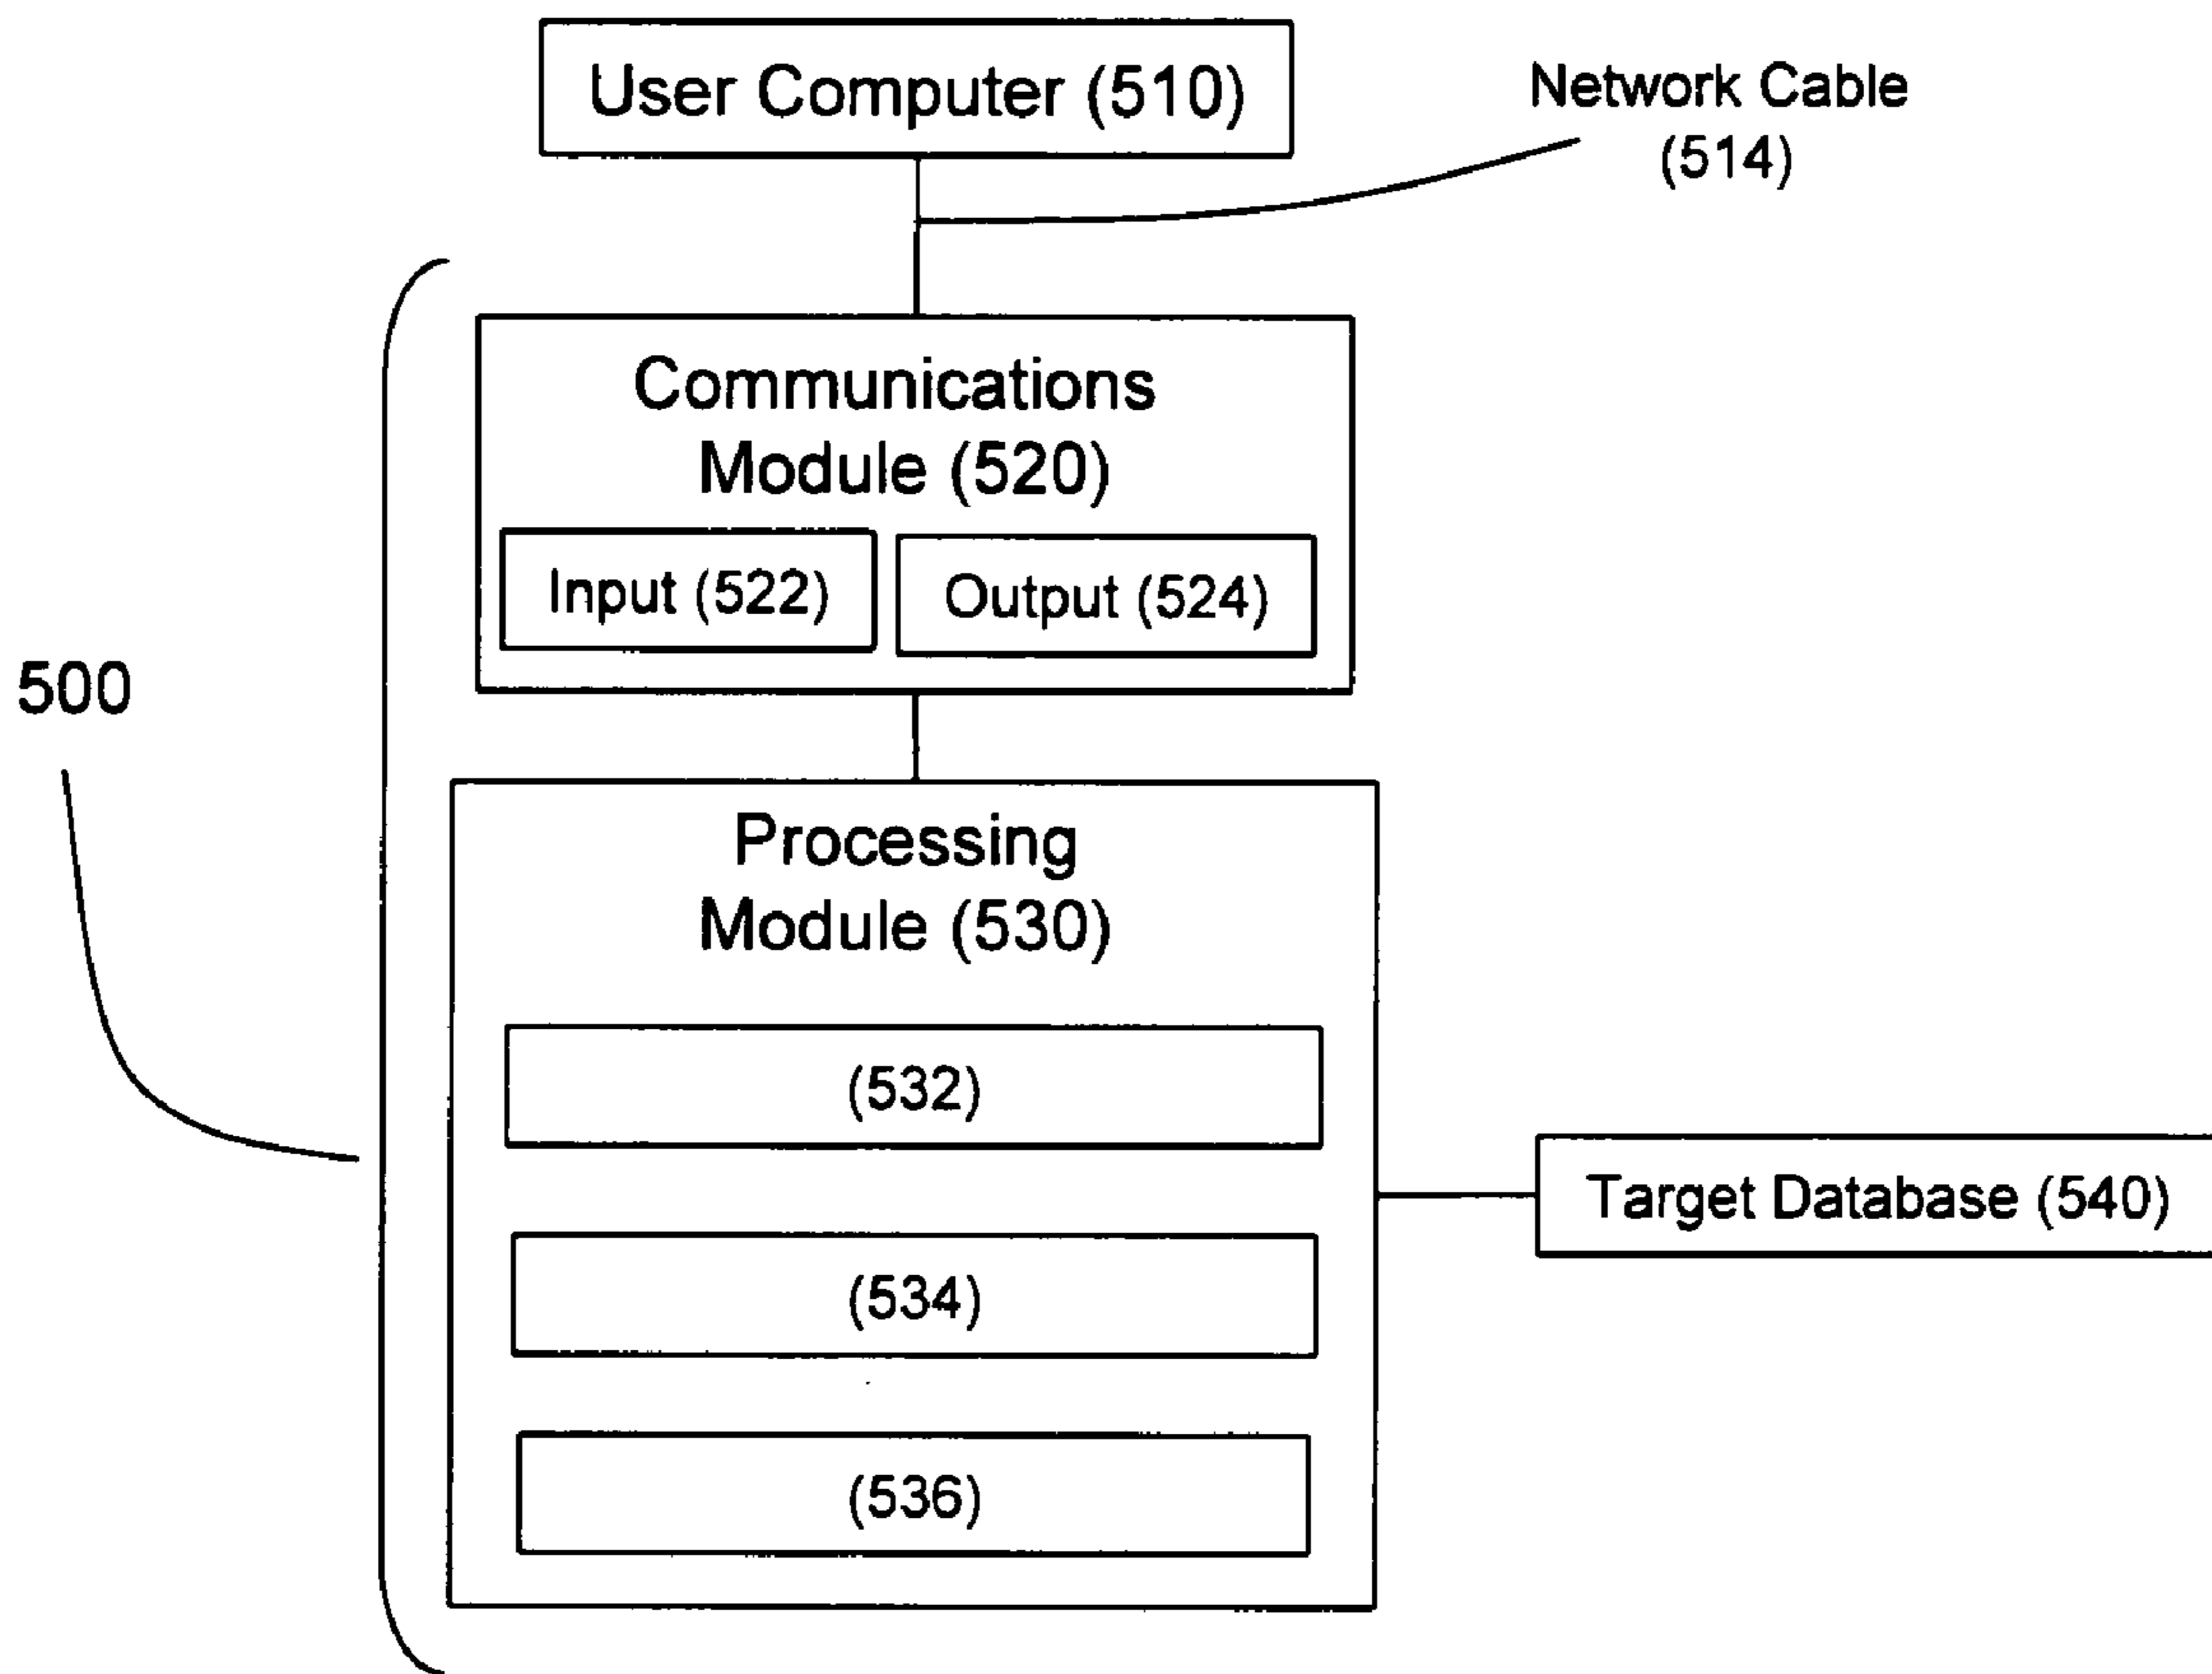 User Computer (510)
Network Cable
(514)
Communications
Module (520)
Input (522)
Output (524)
500
Processing
Module (530)
(532)
(534)
(536)
Target Database (540)